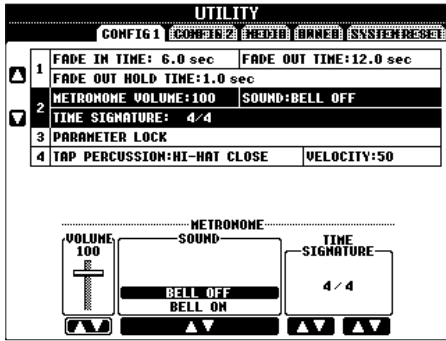 UTILITY
CONFIG 1 CONFIG 2 MEDIA OWNER SYSTEM RESET
1 FADE IN TIME: 6.0 sec FADE OUT TIME:12.0 sec
FADE OUT HOLD TIME:1.0 sec
2 METRONOME VOLUME:100 SOUND:BELL OFF
TIME SIGNATURE: 4/4
3 PARAMETER LOCK
4 TAP PERCUSSION:HI-HAT CLOSE VELOCITY:50
METRONOME
VOLUME SOUND TIME SIGNATURE
100
4/4
BELL OFF
BELL ON